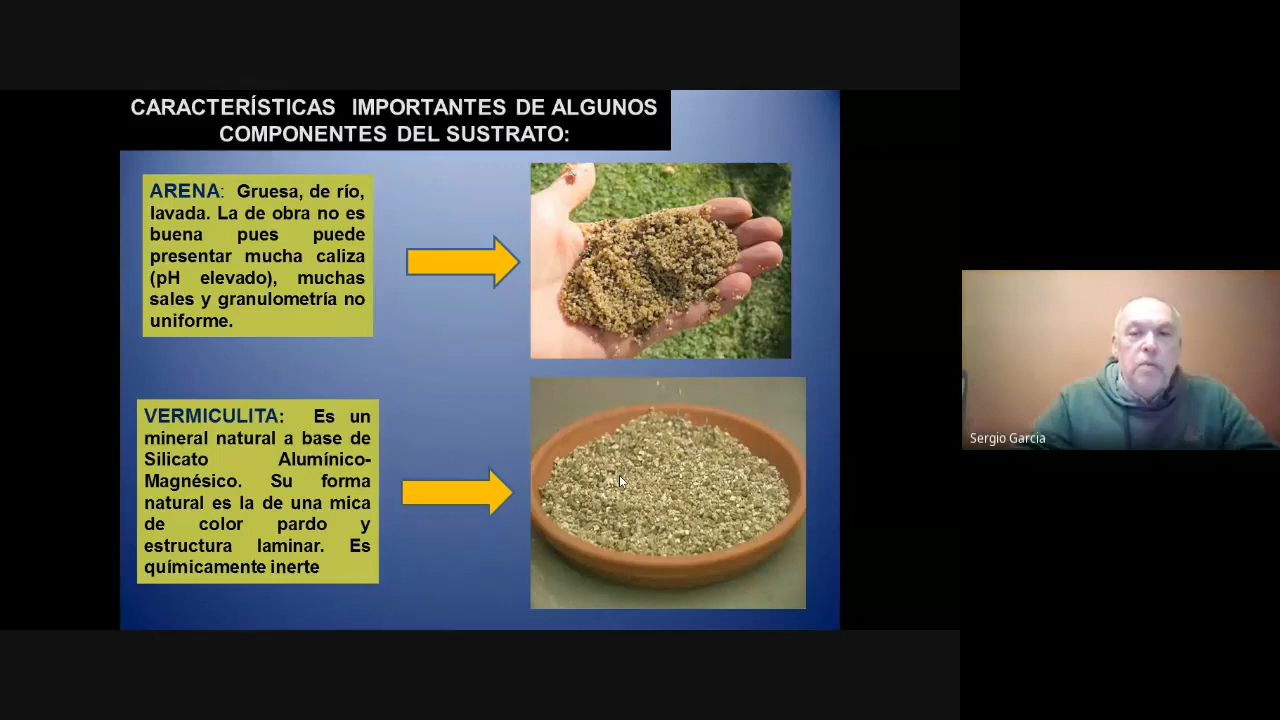 CARACTERÍSTICAS IMPORTANTES DE ALGUNOS
COMPONENTES DEL SUSTRATO:
ARENA: Gruesa, de río,
lavada. La de obra no es
buena pues puede
presentar mucha caliza
(pH elevado), muchas
sales y granulometría no
uniforme.
VERMICULITA: Es un
mineral natural a base de
Silicato Alumínico-
Magnésico. Su forma
natural es la de una mica
de color pardo y
estructura laminar. Es
químicamente inerte
Sergio Garcia